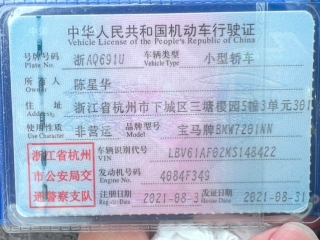 中华人民共和国机动车行驶证
Vehicle License of the People's Republic of China
号牌号码 浙AQ691U 车辆类型 小型轿车
Plate No. Vehicle Type
所有人 陈星华
Owner
住址 浙江省杭州市下城区三塘樱园5幢3单元301
Address
使用性质 非营运 品牌型号 宝马牌BMW7201NN
Use Character Model
浙江省杭州
市公安局交
通警察支队
车辆识别代号 LBV61AF02MS148422
VIN
发动机号码 4084F349
Engine No.
注册日期 2021-08-3 发证日期 2021-08-31